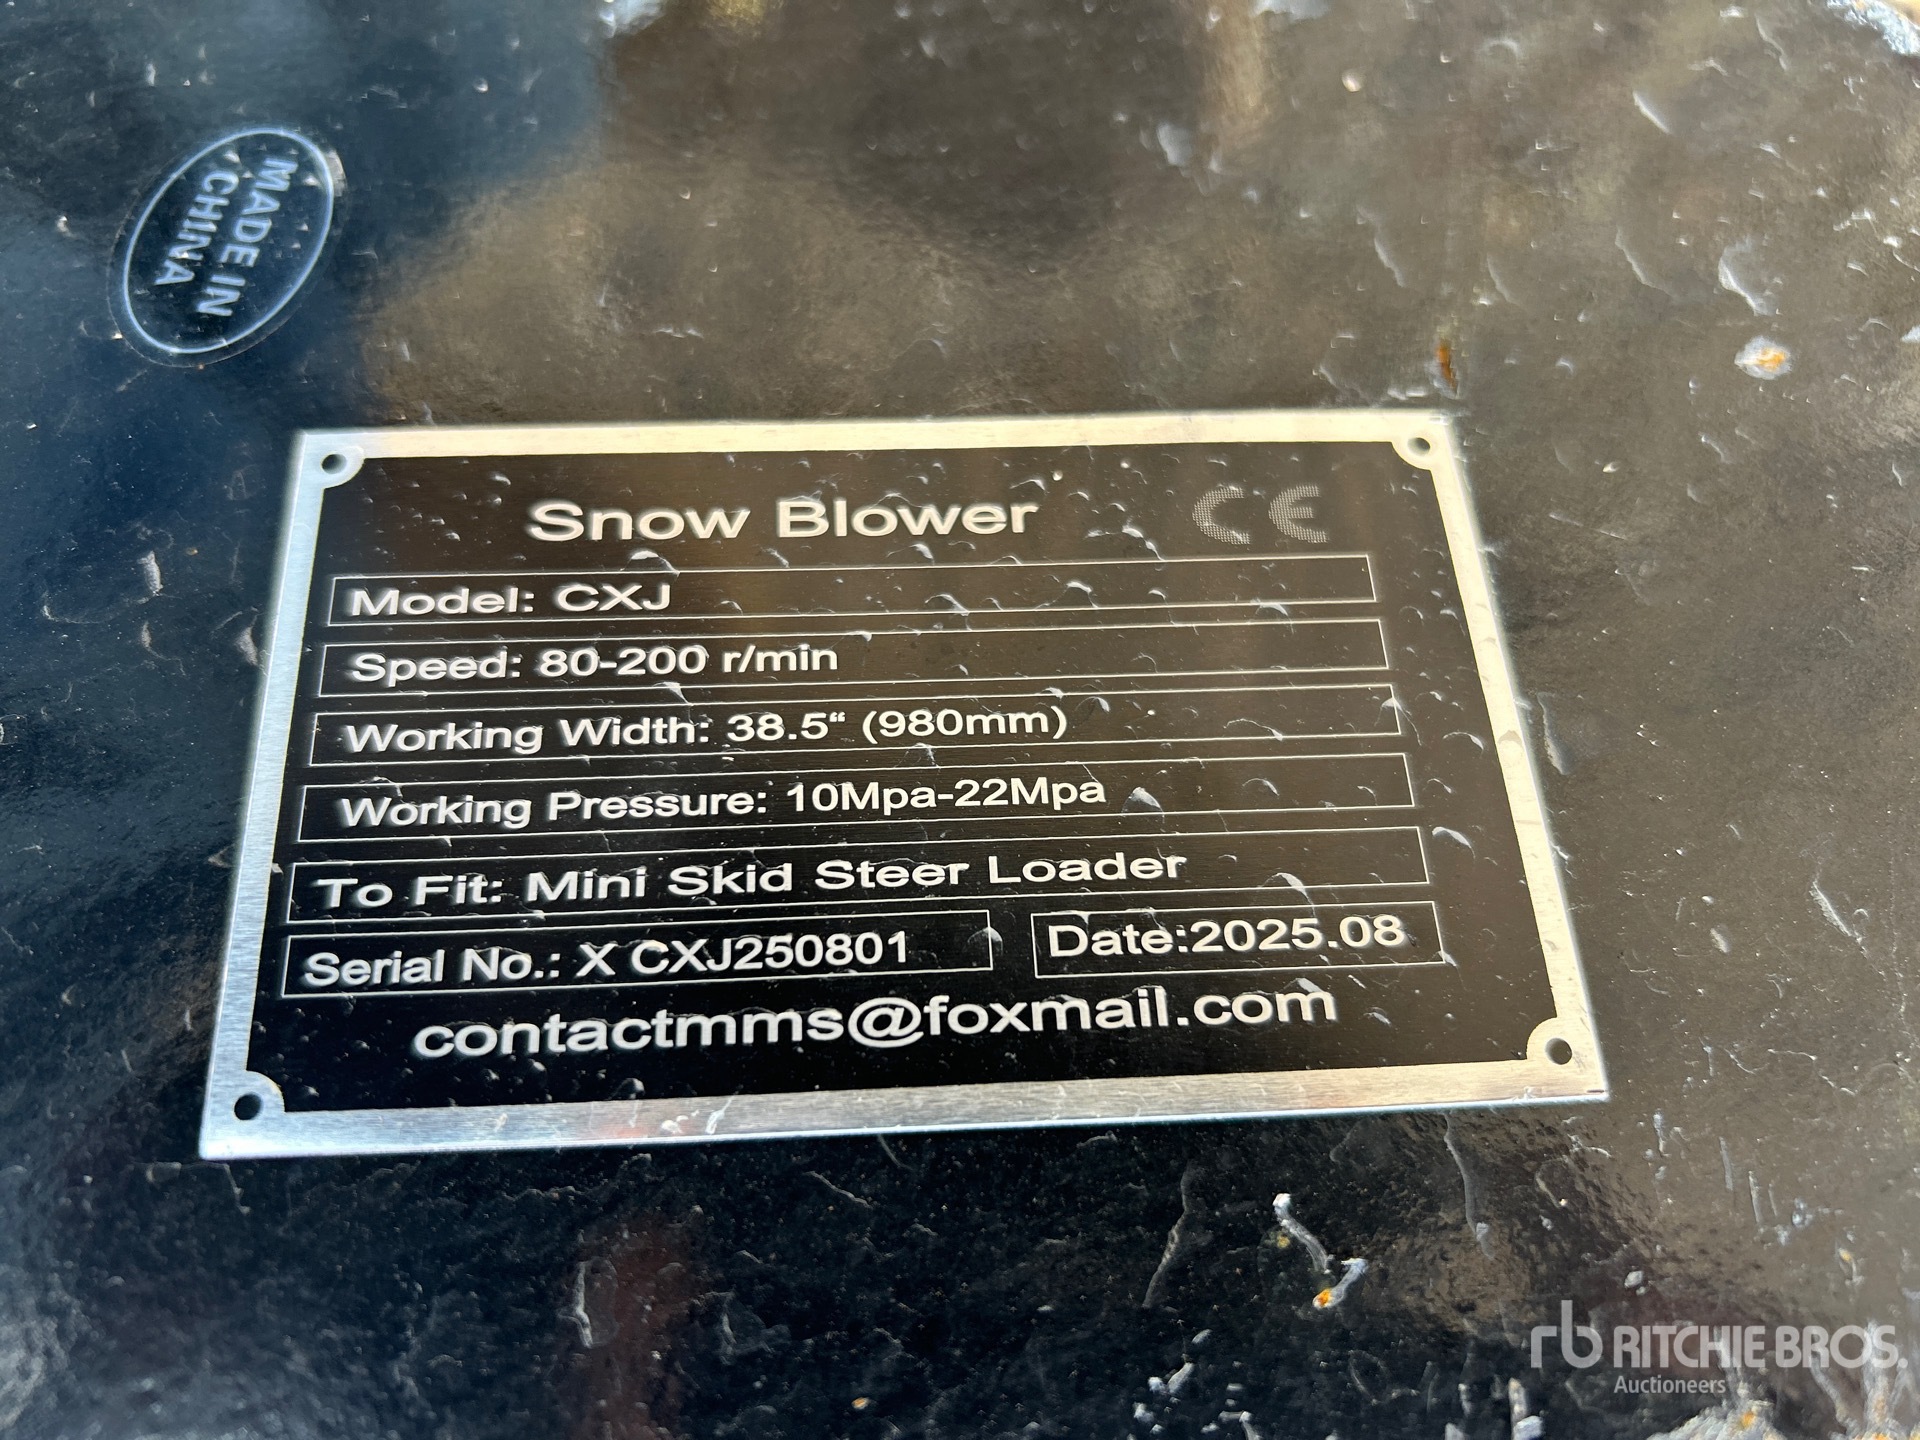 MADE IN
CHINA
Snow Blower CE
Model: CXJ
Speed: 80-200 r/min
Working Width: 38.5“ (980mm)
Working Pressure: 10Mpa-22Mpa
To Fit: Mini Skid Steer Loader
Serial No.: X CXJ250801 Date:2025.08
contactmms@foxmail.com
rb RITCHIE BROS.
Auctioneers